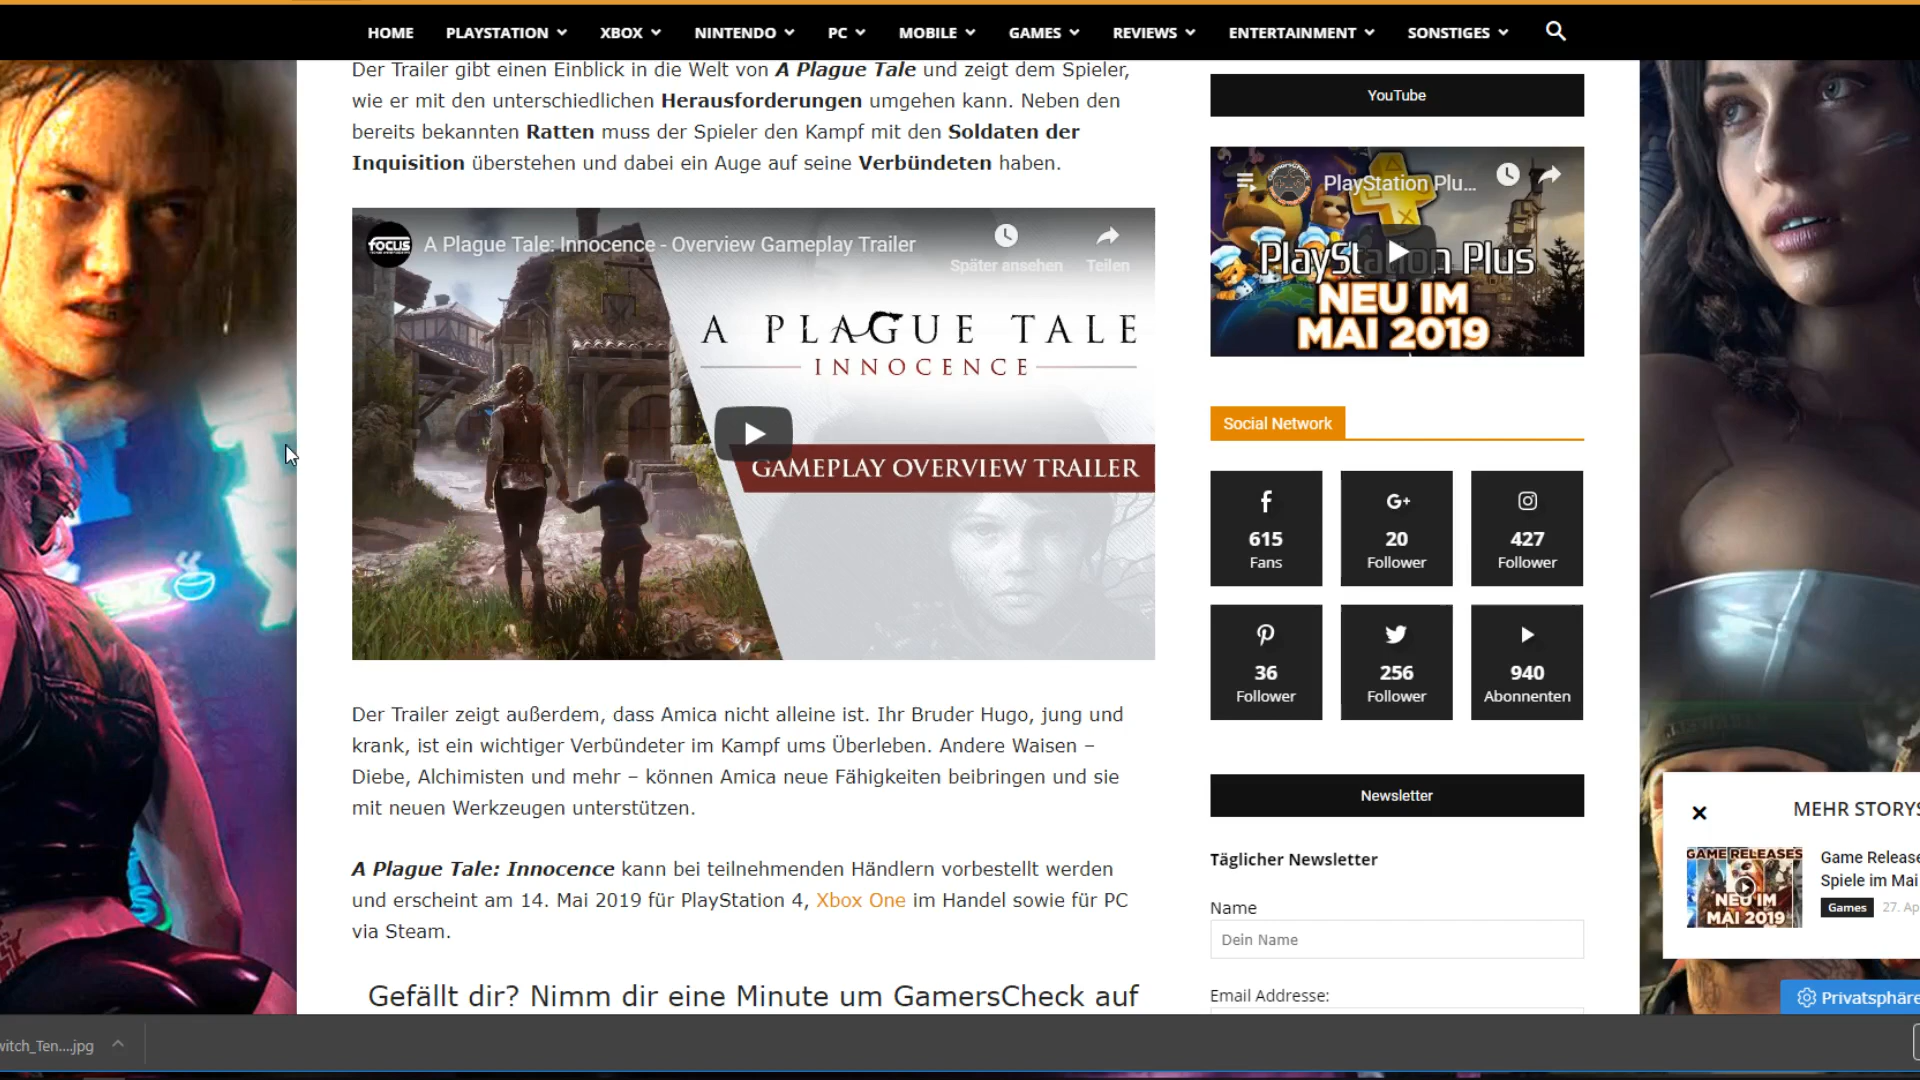 HOME PLAYSTATION XBOX NINTENDO PC MOBILE GAMES REVIEWS ENTERTAINMENT SONSTIGES
Der Trailer gibt einen Einblick in die Welt von A Plague Tale und zeigt dem Spieler,
wie er mit den unterschiedlichen Herausforderungen umgehen kann. Neben den
bereits bekannten Ratten muss der Spieler den Kampf mit den Soldaten der
Inquisition überstehen und dabei ein Auge auf seine Verbündeten haben.
FOCUS
A Plague Tale: Innocence - Overview Gameplay Trailer
Später ansehen
Teilen
A PLAGUE TALE
INNOCENCE
GAMEPLAY OVERVIEW TRAILER
Der Trailer zeigt außerdem, dass Amica nicht alleine ist. Ihr Bruder Hugo, jung und
krank, ist ein wichtiger Verbündeter im Kampf ums Überleben. Andere Waisen –
Diebe, Alchimisten und mehr – können Amica neue Fähigkeiten beibringen und sie
mit neuen Werkzeugen unterstützen.
A Plague Tale: Innocence kann bei teilnehmenden Händlern vorbestellt werden
und erscheint am 14. Mai 2019 für PlayStation 4, Xbox One im Handel sowie für PC
via Steam.
Gefällt dir? Nimm dir eine Minute um GamersCheck auf
YouTube
PlayStation Plu...
PlayStation Plus
NEU IM
MAI 2019
Social Network
615
Fans
G+
20
Follower
427
Follower
36
Follower
256
Follower
940
Abonnenten
Newsletter
Täglicher Newsletter
Name
Dein Name
Email Address:
MEHR STORYS
GAME RELEASES
NEU IM
MAI 2019
Game Release
Spiele im Mai
Games 27. Ap
Privatsphäre
witch_Ten....jpg